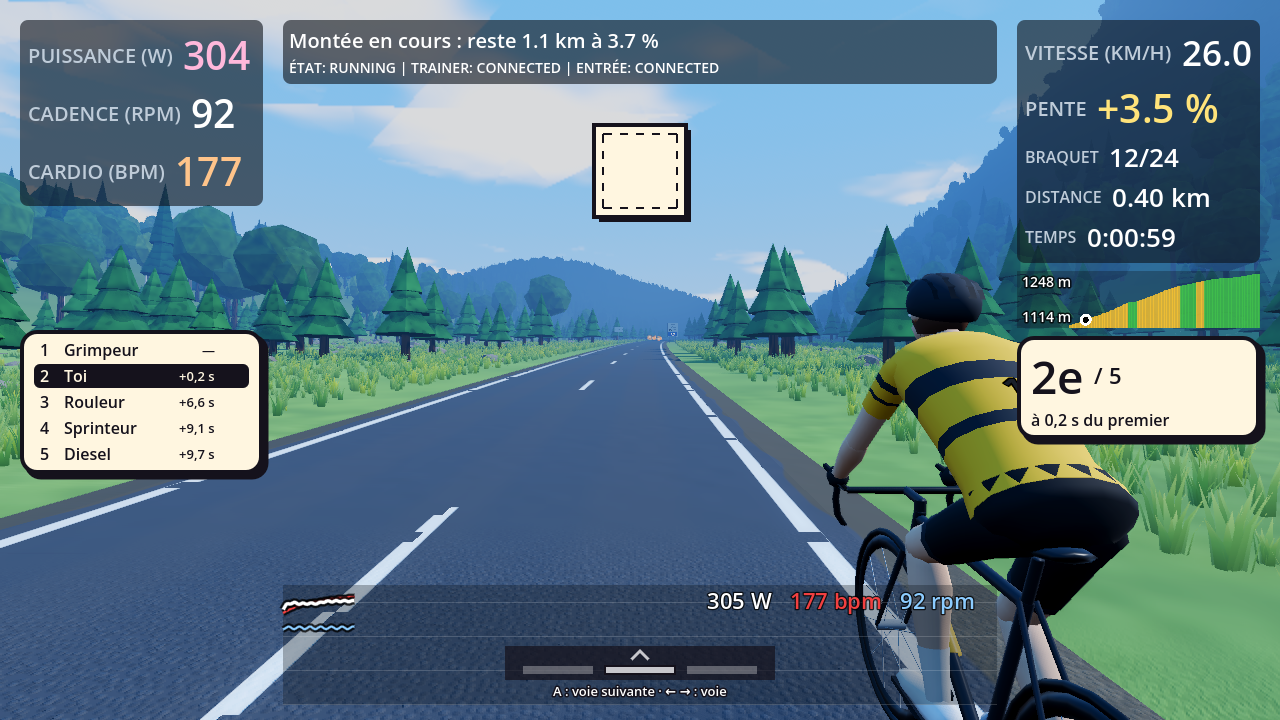 PUISSANCE (W) 304
CADENCE (RPM) 92
CARDIO (BPM) 177
Montée en cours : reste 1.1 km à 3.7 %
ÉTAT: RUNNING | TRAINER: CONNECTED | ENTRÉE: CONNECTED
VITESSE (KM/H) 26.0
PENTE +3.5 %
BRAQUET 12/24
DISTANCE 0.40 km
TEMPS 0:00:59
1248 m
1114 m
1 Grimpeur —
2 Toi +0,2 s
3 Rouleur +6,6 s
4 Sprinteur +9,1 s
5 Diesel +9,7 s
2e / 5
à 0,2 s du premier
305 W 177 bpm 92 rpm
A : voie suivante · ← → : voie